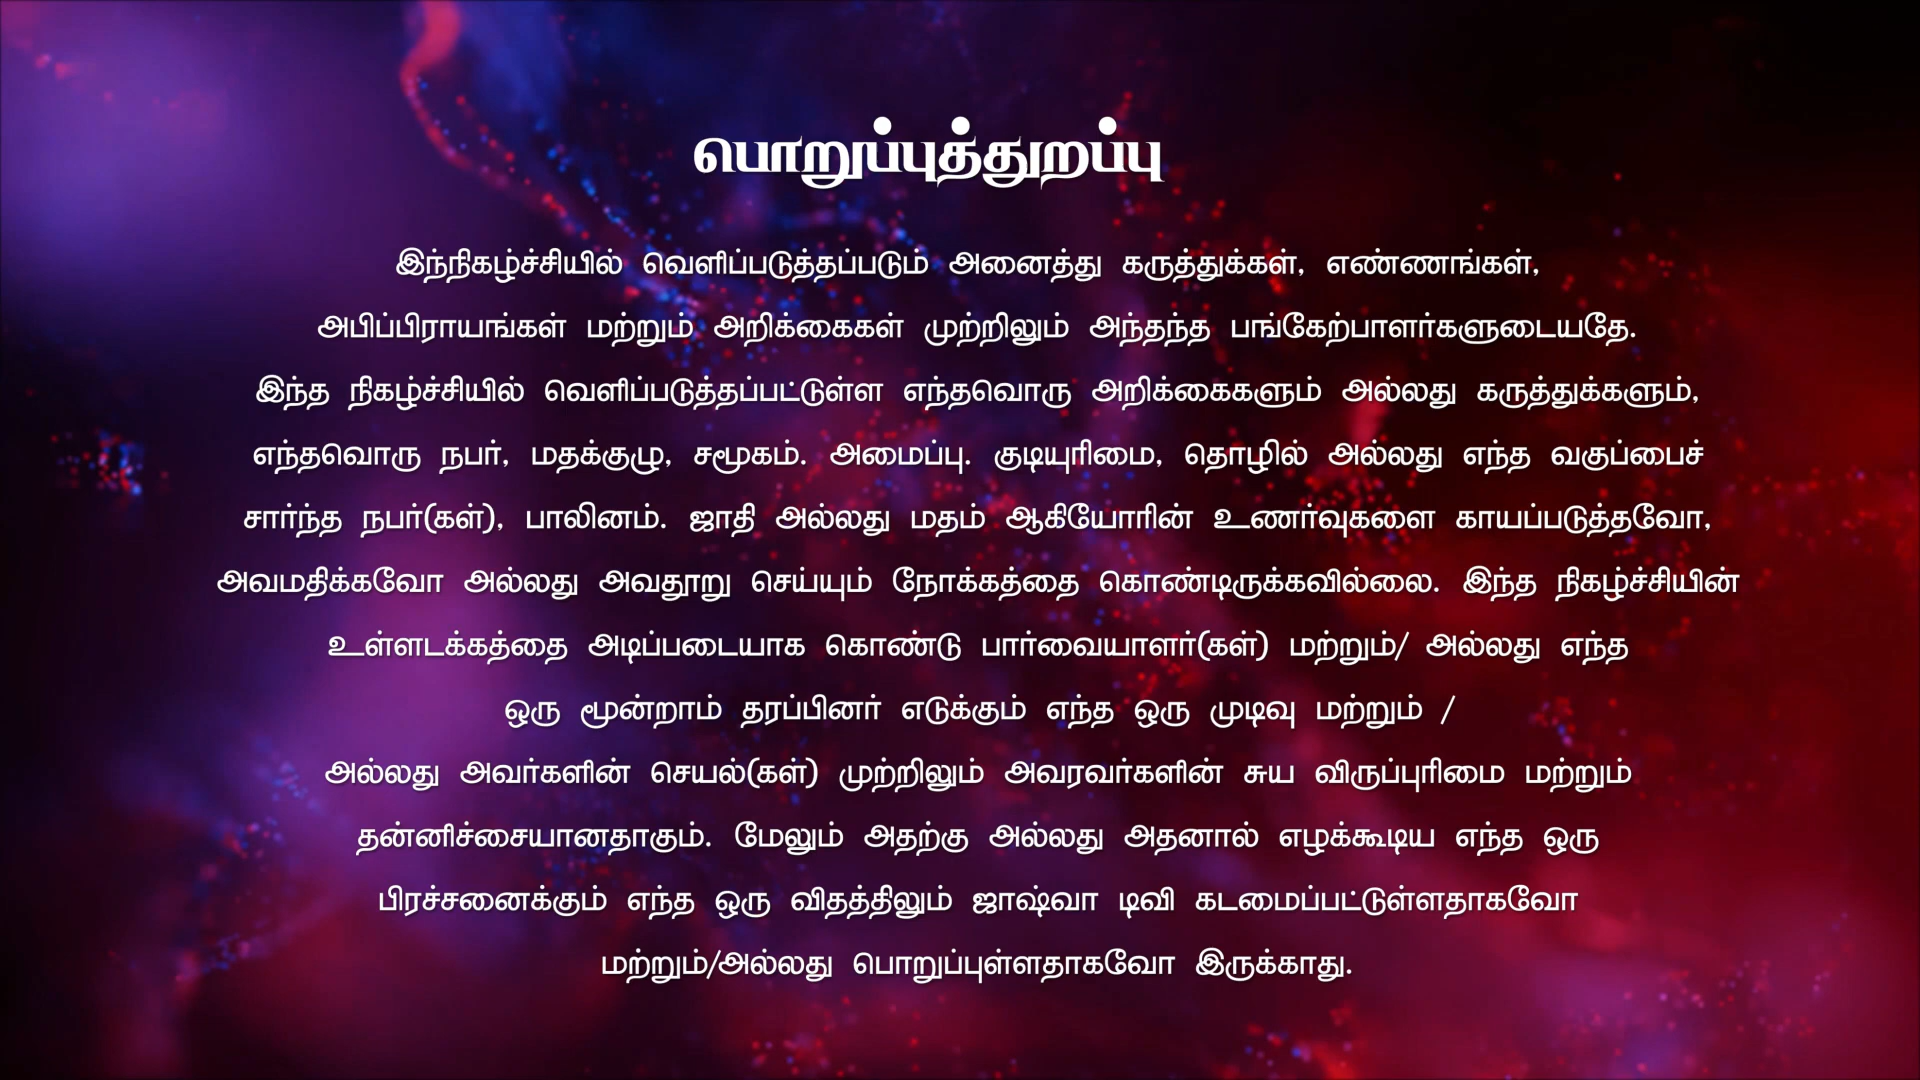 பொறுப்புத்துறப்பு
இந்நிகழ்ச்சியில் வெளிப்படுத்தப்படும் அனைத்து கருத்துக்கள், எண்ணங்கள்,
அபிப்பிராயங்கள் மற்றும் அறிக்கைகள் முற்றிலும் அந்தந்த பங்கேற்பாளர்களுடையதே.
இந்த நிகழ்ச்சியில் வெளிப்படுத்தப்பட்டுள்ள எந்தவொரு அறிக்கைகளும் அல்லது கருத்துக்களும்,
எந்தவொரு நபர், மதக்குழு, சமூகம். அமைப்பு. குடியுரிமை, தொழில் அல்லது எந்த வகுப்பைச்
சார்ந்த நபர்(கள்), பாலினம். ஜாதி அல்லது மதம் ஆகியோரின் உணர்வுகளை காயப்படுத்தவோ,
அவமதிக்கவோ அல்லது அவதூறு செய்யும் நோக்கத்தை கொண்டிருக்கவில்லை. இந்த நிகழ்ச்சியின்
உள்ளடக்கத்தை அடிப்படையாக கொண்டு பார்வையாளர்(கள்) மற்றும்/ அல்லது எந்த
ஒரு மூன்றாம் தரப்பினர் எடுக்கும் எந்த ஒரு முடிவு மற்றும் /
அல்லது அவர்களின் செயல்(கள்) முற்றிலும் அவரவர்களின் சுய விருப்புரிமை மற்றும்
தன்னிச்சையானதாகும். மேலும் அதற்கு அல்லது அதனால் எழக்கூடிய எந்த ஒரு
பிரச்சனைக்கும் எந்த ஒரு விதத்திலும் ஜாஷ்வா டிவி கடமைப்பட்டுள்ளதாகவோ
மற்றும்/அல்லது பொறுப்புள்ளதாகவோ இருக்காது.